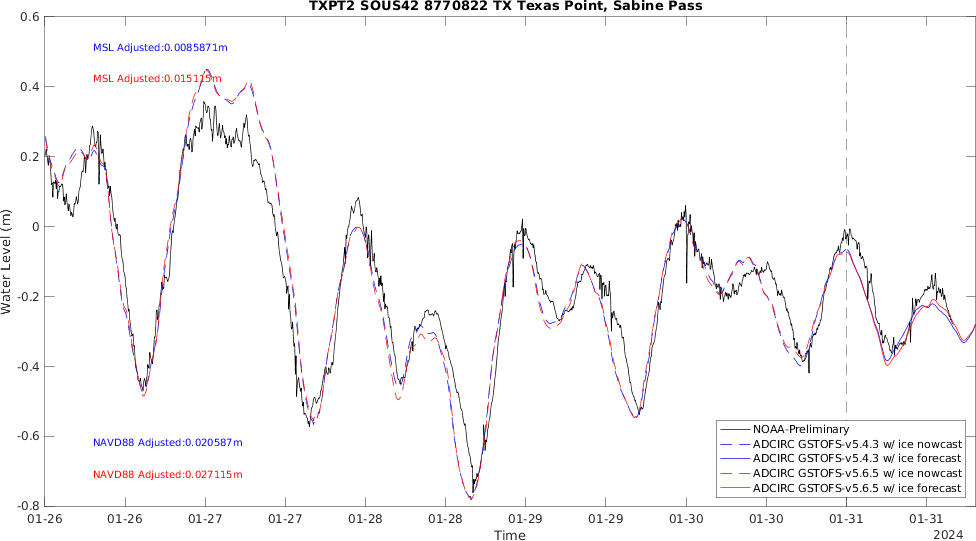 TXPT2 SOUS42 8770822 TX Texas Point, Sabine Pass
0.6
0.4
0.2
0
-0.2
-0.4
-0.6
-0.8
Water Level (m)
MSL Adjusted:0.0085871m
MSL Adjusted:0.015115m
NAVD88 Adjusted:0.020587m
NAVD88 Adjusted:0.027115m
NOAA-Preliminary
ADCIRC GSTOFS-v5.4.3 w/ ice nowcast
ADCIRC GSTOFS-v5.4.3 w/ ice forecast
ADCIRC GSTOFS-v5.6.5 w/ ice nowcast
ADCIRC GSTOFS-v5.6.5 w/ ice forecast
01-26 01-26 01-27 01-27 01-28 01-28 01-29 01-29 01-30 01-30 01-31 01-31
2024
Time